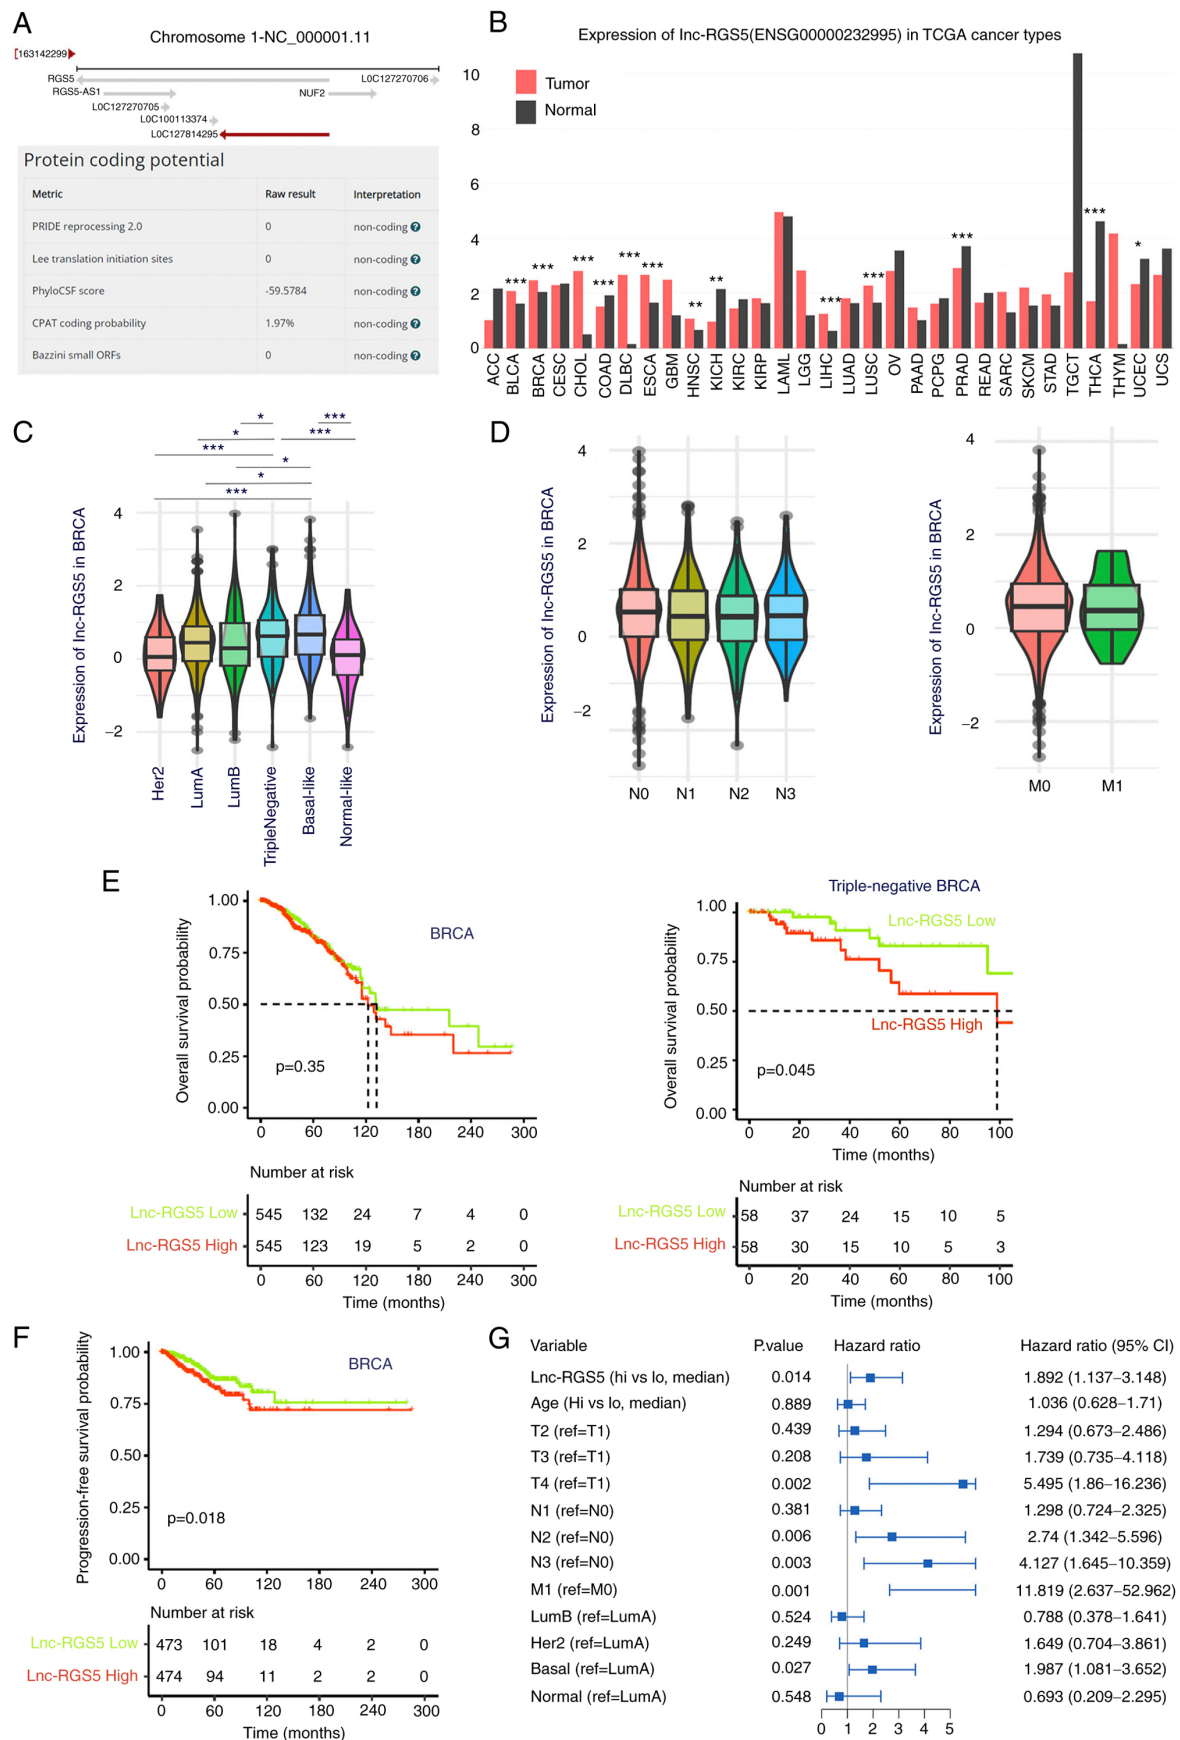 A
Chromosome 1-NC_000001.11
[163142299
RGS5
LOC127270706
RGS5-AS1
NUF2
LOC127270705
LOC100113374
LOC127814295
Protein coding potential
Metric Raw result Interpretation
PRIDE reprocessing 2.0 0 non-coding ?
Lee translation initiation sites 0 non-coding ?
PhyloCSF score -59.5784 non-coding ?
CPAT coding probability 1.97% non-coding ?
Bazzini small ORFs 0 non-coding ?
B
Expression of lnc-RGS5(ENSG00000232995) in TCGA cancer types
Tumor
Normal
10
8
6
4
2
0
*** *** *** *** *** *** ** ** *** *** *** *** *
ACC BLCA BRCA CESC CHOL COAD DLBC ESCA GBM HNSC KICH KIRC KIRP LAML LGG LIHC LUAD LUSC OV PAAD PCPG PRAD READ SARC SKCM STAD TGCT THCA THYM UCEC UCS
C
Expression of lnc-RGS5 in BRCA
* ***
* ***
***
*
*
***
4
2
0
−2
Her2 LumA LumB TripleNegative Basal-like Normal-like
D
Expression of lnc-RGS5 in BRCA
4
2
0
−2
N0 N1 N2 N3
Expression of lnc-RGS5 in BRCA
4
2
0
−2
M0 M1
E
Overall survival probability
BRCA
1.00
0.75
0.50
0.25
0.00
p=0.35
0 60 120 180 240 300
Number at risk
Lnc-RGS5 Low 545 132 24 7 4 0
Lnc-RGS5 High 545 123 19 5 2 0
0 60 120 180 240 300
Time (months)
Triple-negative BRCA
Overall survival probability
1.00
0.75
0.50
0.25
0.00
Lnc-RGS5 Low
Lnc-RGS5 High
p=0.045
0 20 40 60 80 100
Time (months)
Number at risk
Lnc-RGS5 Low 58 37 24 15 10 5
Lnc-RGS5 High 58 30 15 10 5 3
0 20 40 60 80 100
Time (months)
F
Progression-free survival probability
BRCA
1.00
0.75
0.50
0.25
0.00
p=0.018
0 60 120 180 240 300
Number at risk
Lnc-RGS5 Low 473 101 18 4 2 0
Lnc-RGS5 High 474 94 11 2 2 0
0 60 120 180 240 300
Time (months)
G
Variable P.value Hazard ratio Hazard ratio (95% CI)
Lnc-RGS5 (hi vs lo, median) 0.014 1.892 (1.137–3.148)
Age (Hi vs lo, median) 0.889 1.036 (0.628–1.71)
T2 (ref=T1) 0.439 1.294 (0.673–2.486)
T3 (ref=T1) 0.208 1.739 (0.735–4.118)
T4 (ref=T1) 0.002 5.495 (1.86–16.236)
N1 (ref=N0) 0.381 1.298 (0.724–2.325)
N2 (ref=N0) 0.006 2.74 (1.342–5.596)
N3 (ref=N0) 0.003 4.127 (1.645–10.359)
M1 (ref=M0) 0.001 11.819 (2.637–52.962)
LumB (ref=LumA) 0.524 0.788 (0.378–1.641)
Her2 (ref=LumA) 0.249 1.649 (0.704–3.861)
Basal (ref=LumA) 0.027 1.987 (1.081–3.652)
Normal (ref=LumA) 0.548 0.693 (0.209–2.295)
0 1 2 3 4 5